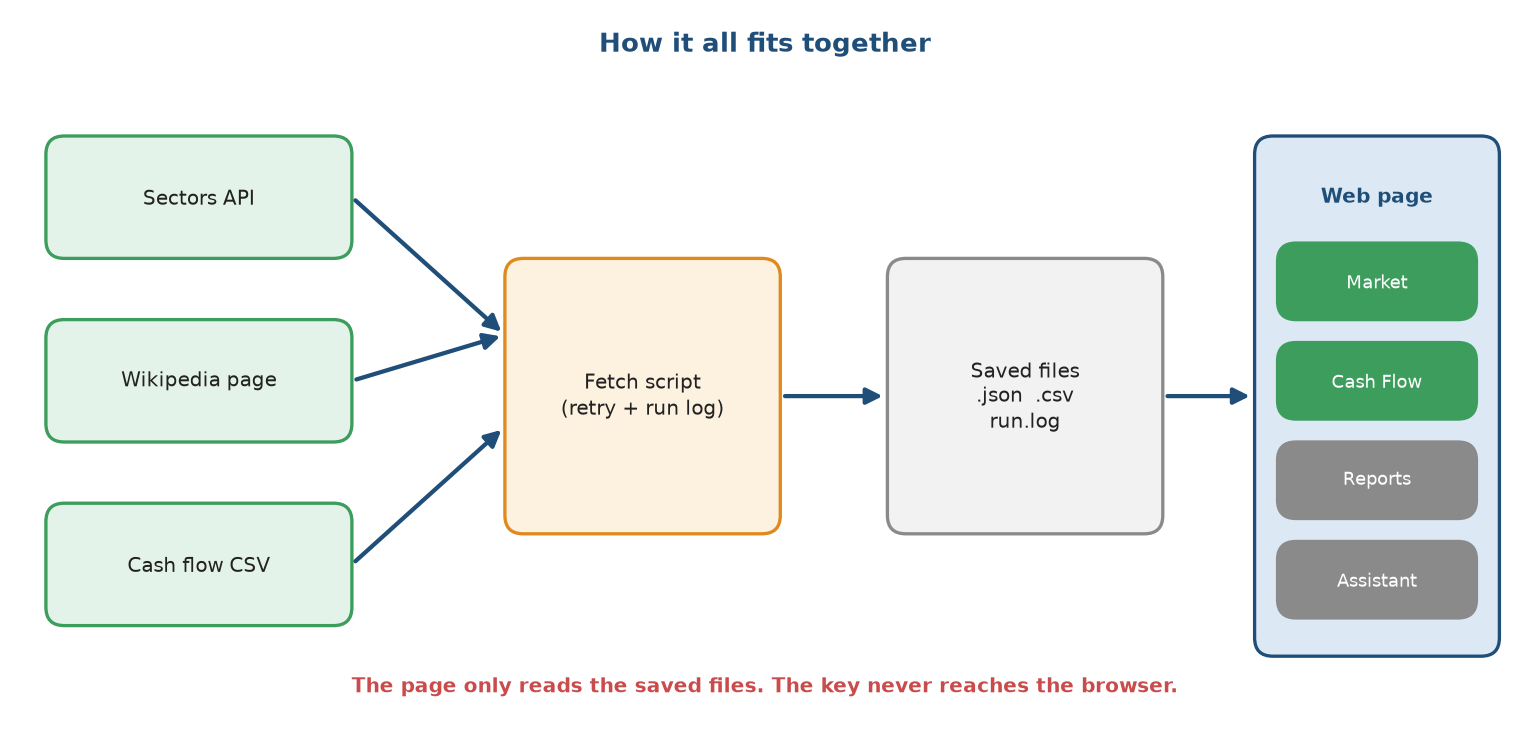 How it all fits together
Sectors API
Wikipedia page
Cash flow CSV
Fetch script
(retry + run log)
Saved files
.json  .csv
run.log
Web page
Market
Cash Flow
Reports
Assistant
The page only reads the saved files. The key never reaches the browser.